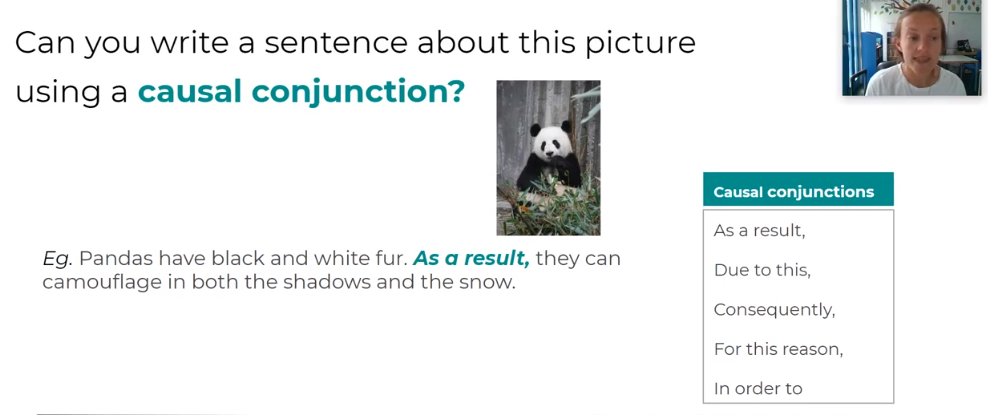 Can you write a sentence about this picture
using a causal conjunction?
Eg. Pandas have black and white fur. As a result, they can
camouflage in both the shadows and the snow.
Causal conjunctions
As a result,
Due to this,
Consequently,
For this reason,
In order to